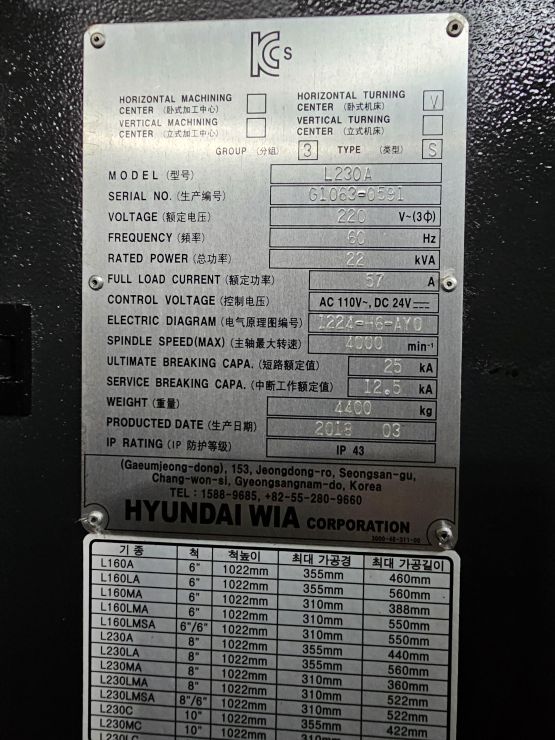 KCs
HORIZONTAL MACHINING CENTER (卧式加工中心)
HORIZONTAL TURNING CENTER (卧式机床) V
VERTICAL MACHINING CENTER (立式加工中心)
VERTICAL TURNING CENTER (立式机床)
GROUP (分组) 3 TYPE (类型) S
MODEL (型号) L230A
SERIAL NO. (生产编号) G1063-0591
VOLTAGE (额定电压) 220 V~(3Φ)
FREQUENCY (频率) 60 Hz
RATED POWER (总功率) 22 kVA
FULL LOAD CURRENT (额定功率) 57 A
CONTROL VOLTAGE (控制电压) AC 110V~, DC 24V
ELECTRIC DIAGRAM (电气原理图编号) 1224-H6-AY0
SPINDLE SPEED(MAX) (主轴最大转速) 4000 min-¹
ULTIMATE BREAKING CAPA. (短路额定值) 25 kA
SERVICE BREAKING CAPA. (中断工作额定值) 12.5 kA
WEIGHT (重量) 4400 kg
PRODUCTED DATE (生产日期) 2018 03
IP RATING (IP 防护等级) IP 43
(Gaeumjeong-dong), 153, Jeongdong-ro, Seongsan-gu,
Chang-won-si, Gyeongsangnam-do, Korea
TEL : 1588-9685, +82-55-280-9660
HYUNDAI WIA CORPORATION
기 종 척 척높이 최대 가공경 최대 가공길이
L160A 6" 1022mm 355mm 460mm
L160LA 6" 1022mm 355mm 560mm
L160MA 6" 1022mm 310mm 388mm
L160LMA 6" 1022mm 310mm 550mm
L160LMSA 6"/6" 1022mm 310mm 550mm
L230A 8" 1022mm 355mm 440mm
L230LA 8" 1022mm 355mm 560mm
L230MA 8" 1022mm 310mm 360mm
L230LMA 8" 1022mm 310mm 522mm
L230LMSA 8"/6" 1022mm 310mm 522mm
L230C 10" 1022mm 355mm 422mm
L230MC 10" 1022mm 310mm